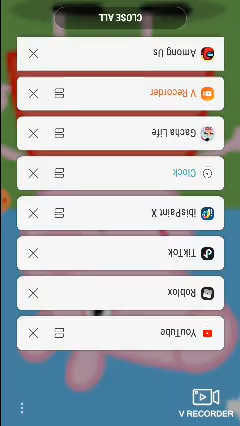 CLOSE ALL
Among Us
V Recorder
Gacha Life
Clock
ibisPaint X
TikTok
Roblox
YouTube
V RECORDER